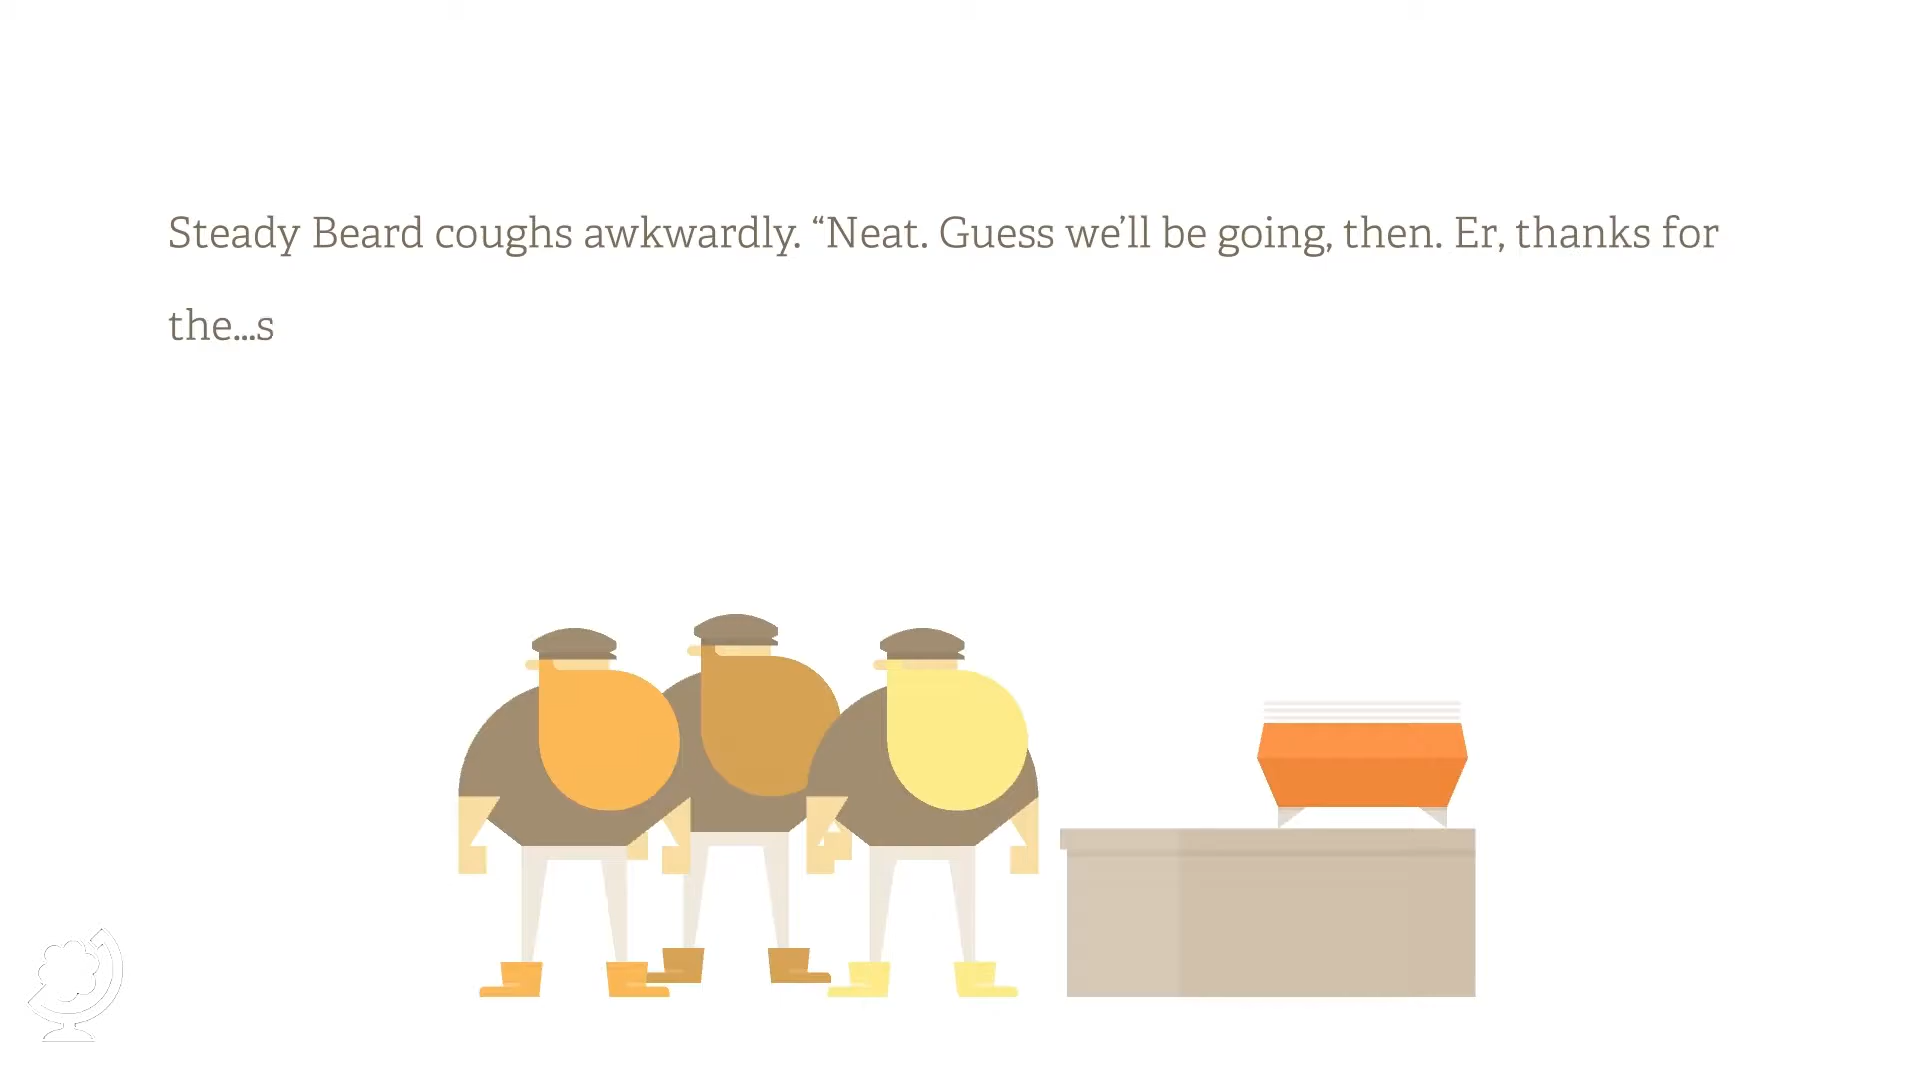 Steady Beard coughs awkwardly. “Neat. Guess we’ll be going, then. Er, thanks for
the...s